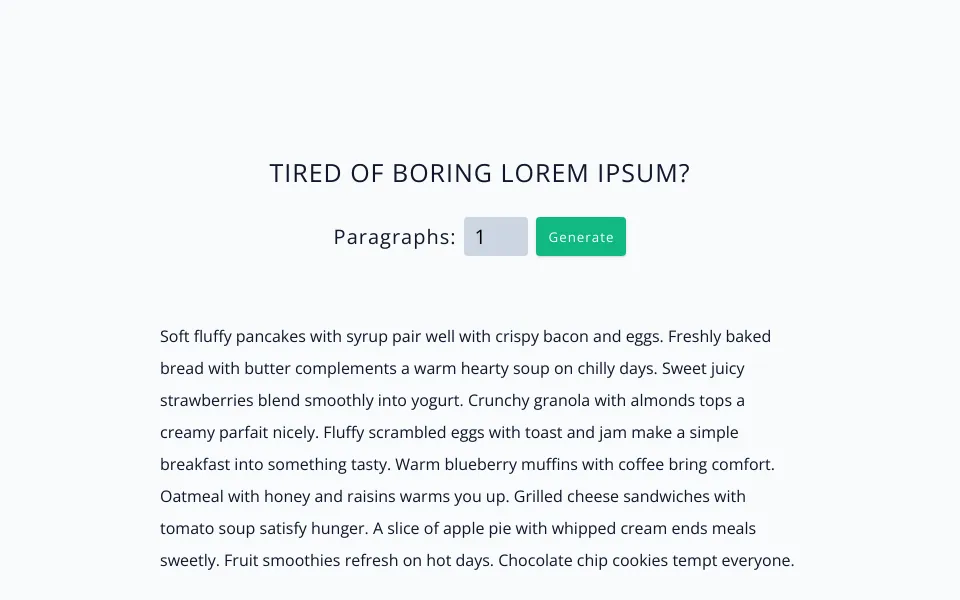 TIRED OF BORING LOREM IPSUM?
Paragraphs: 1 Generate
Soft fluffy pancakes with syrup pair well with crispy bacon and eggs. Freshly baked
bread with butter complements a warm hearty soup on chilly days. Sweet juicy
strawberries blend smoothly into yogurt. Crunchy granola with almonds tops a
creamy parfait nicely. Fluffy scrambled eggs with toast and jam make a simple
breakfast into something tasty. Warm blueberry muffins with coffee bring comfort.
Oatmeal with honey and raisins warms you up. Grilled cheese sandwiches with
tomato soup satisfy hunger. A slice of apple pie with whipped cream ends meals
sweetly. Fruit smoothies refresh on hot days. Chocolate chip cookies tempt everyone.